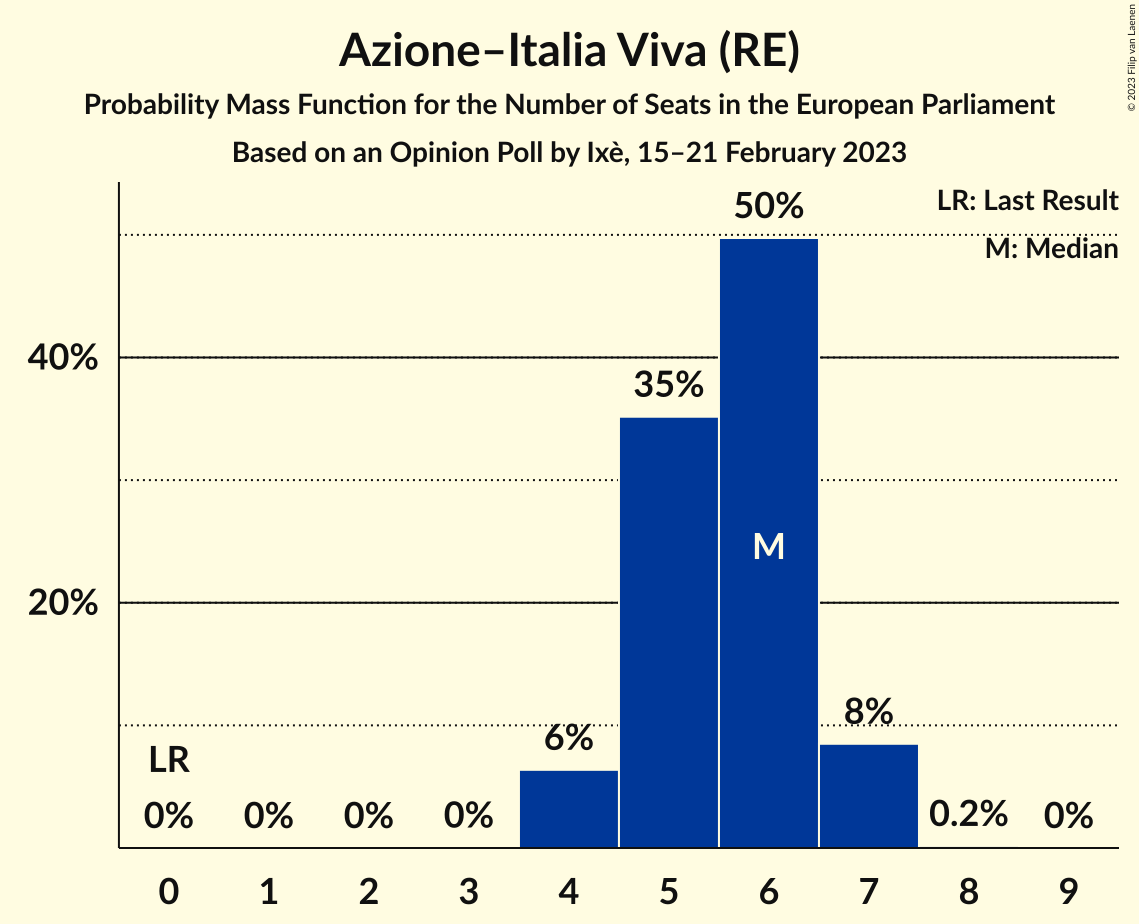 Azione–Italia Viva (RE)
Probability Mass Function for the Number of Seats in the European Parliament
Based on an Opinion Poll by Ixè, 15–21 February 2023
© 2023 Filip van Laenen
LR: Last Result
M: Median
50%
40%
35%
M
20%
8%
6%
LR
0%
0%
0%
0%
0.2%
0%
0
1
2
3
4
5
6
7
8
9